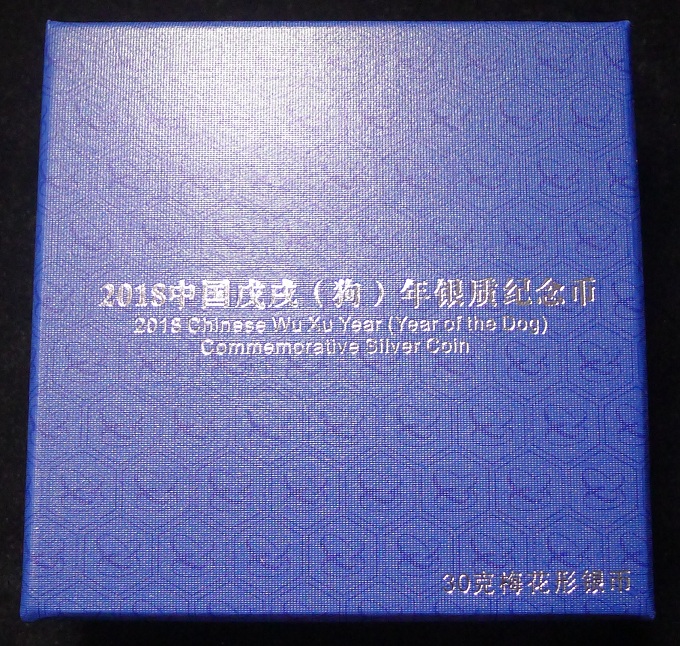 2018中国戊戌（狗）年银质纪念币
2018 Chinese Wu Xu Year (Year of the Dog)
Commemorative Silver Coin
30克梅花形银币